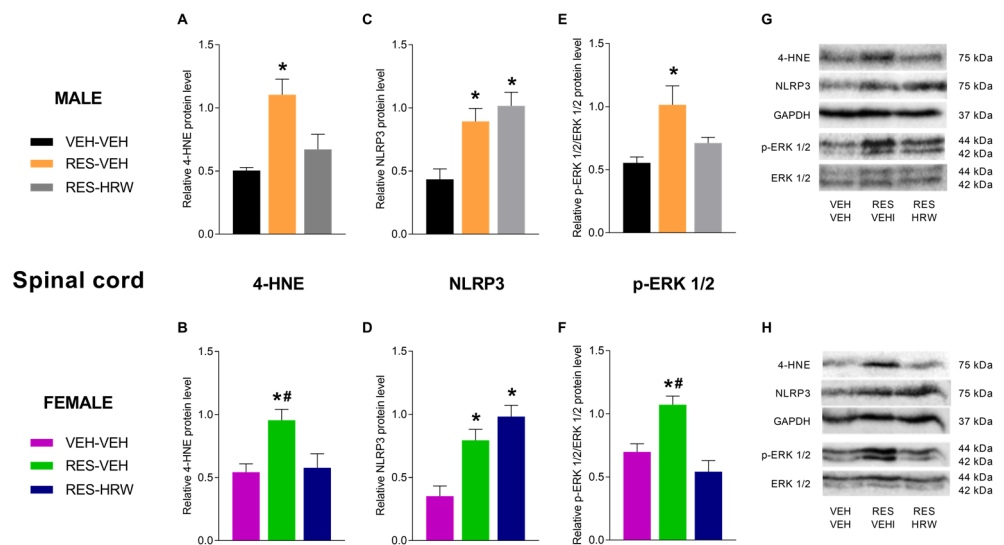 A
C
E
G
MALE
VEH-VEH
RES-VEH
RES-HRW
Relative 4-HNE protein level
1.5
1.0
0.5
0.0
*
Relative NLRP3 protein level
1.5
1.0
0.5
0.0
*
*
Relative p-ERK 1/2/ERK 1/2 protein level
1.5
1.0
0.5
0.0
*
4-HNE 75 kDa
NLRP3 75 kDa
GAPDH 37 kDa
p-ERK 1/2 44 kDa
42 kDa
ERK 1/2 44 kDa
42 kDa
VEH RES RES
VEH VEHI HRW
Spinal cord
4-HNE
NLRP3
p-ERK 1/2
B
D
F
H
FEMALE
VEH-VEH
RES-VEH
RES-HRW
Relative 4-HNE protein level
1.5
1.0
0.5
0.0
*#
Relative NLRP3 protein level
1.5
1.0
0.5
0.0
*
*
Relative p-ERK 1/2/ERK 1/2 protein level
1.5
1.0
0.5
0.0
*#
4-HNE 75 kDa
NLRP3 75 kDa
GAPDH 37 kDa
p-ERK 1/2 44 kDa
42 kDa
ERK 1/2 44 kDa
42 kDa
VEH RES RES
VEH VEHI HRW